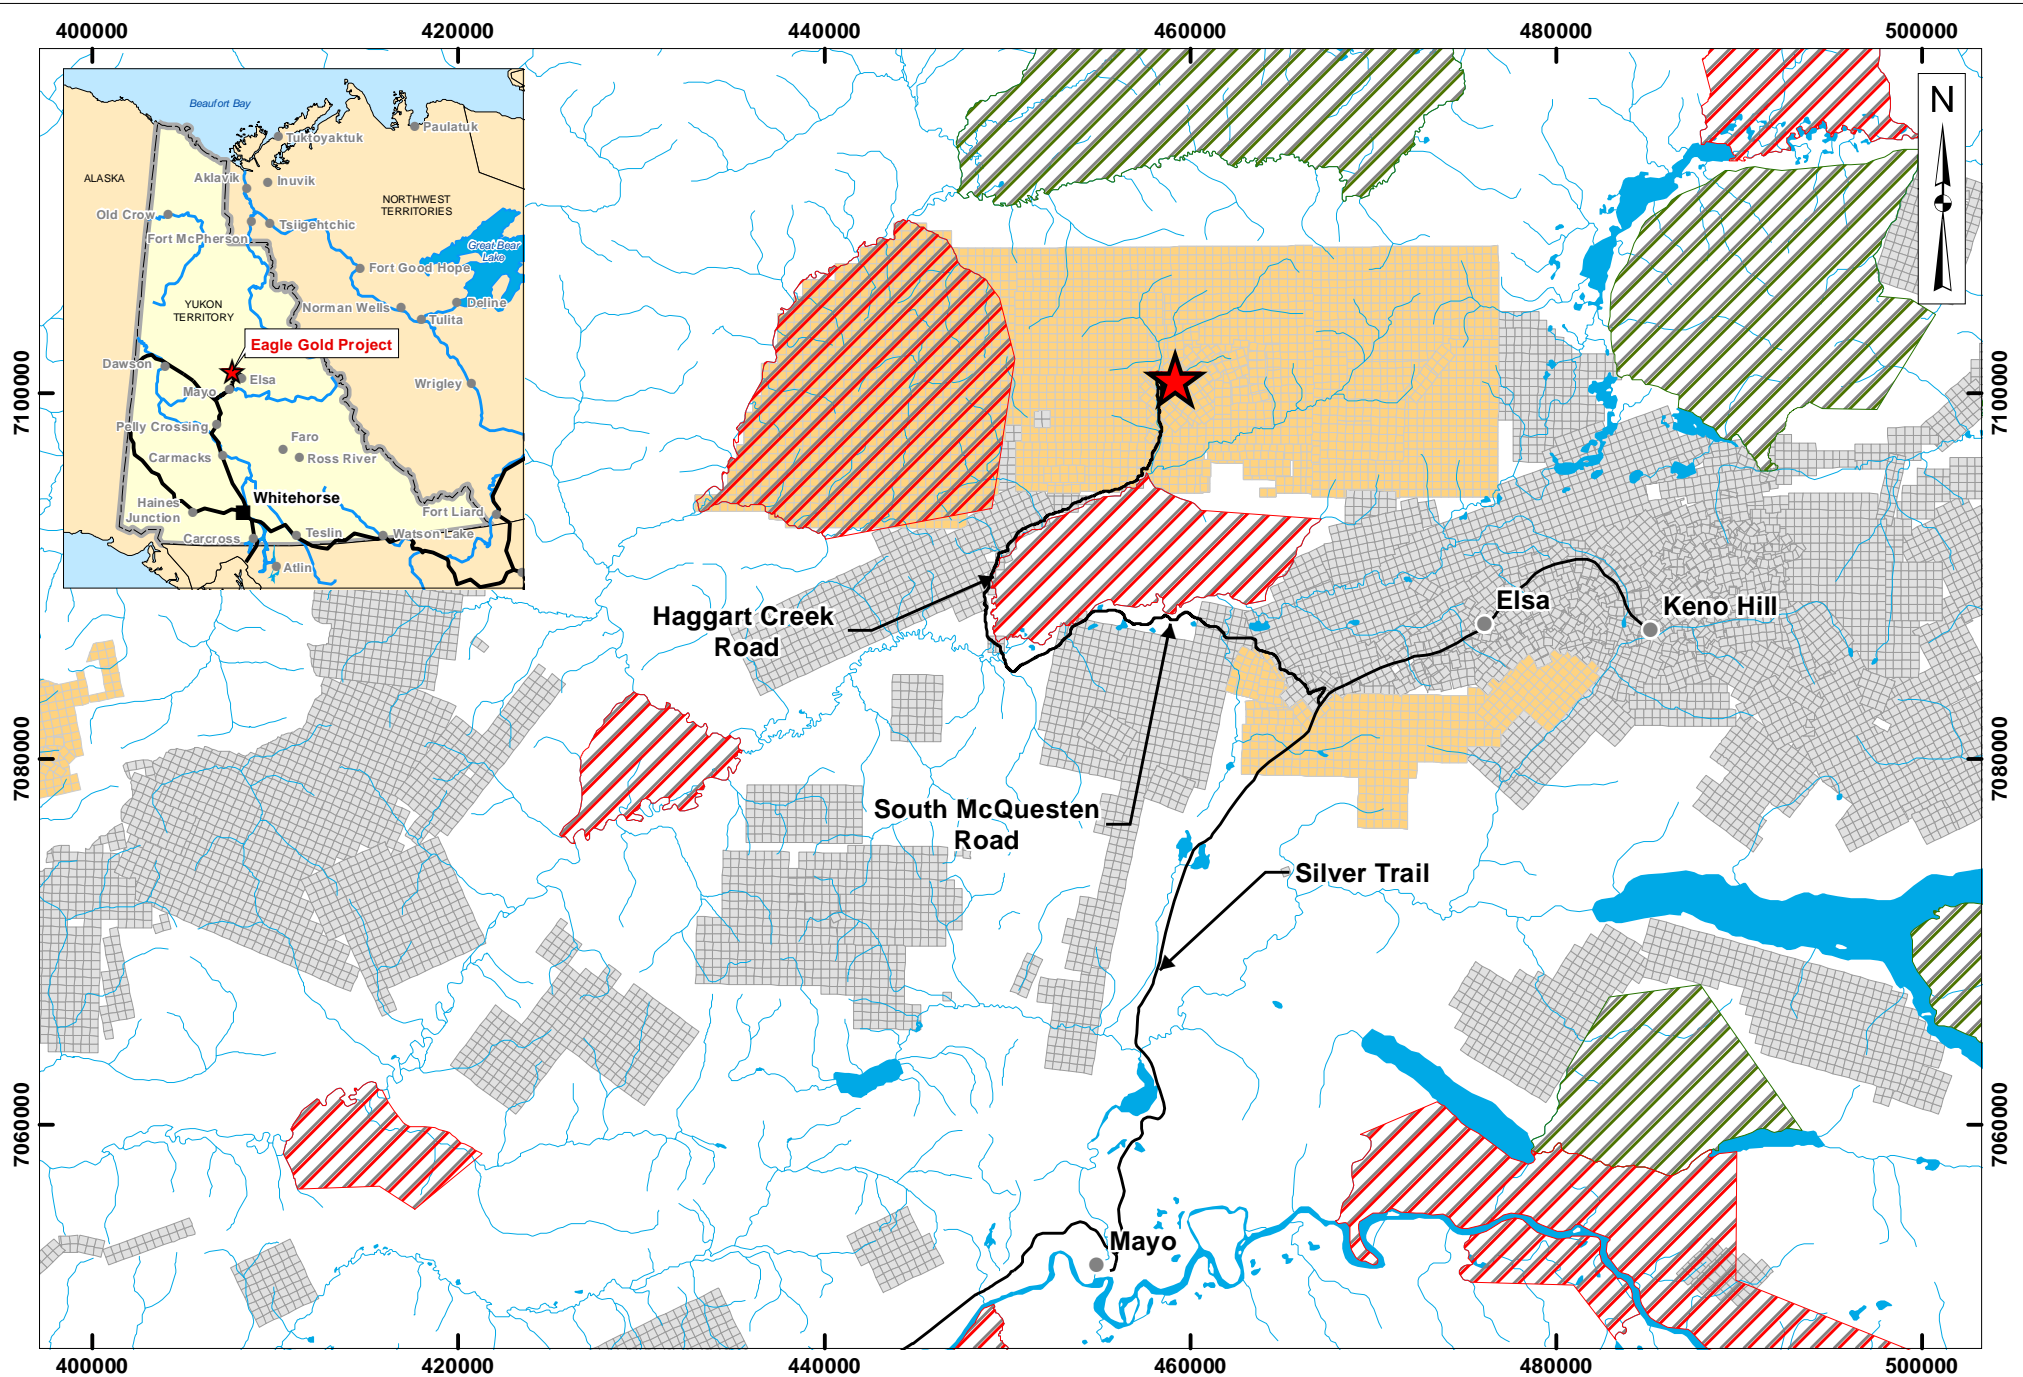 400000
420000
440000
460000
480000
500000
Beaufort Bay
Paulatuk
Tuktoyaktuk
N
ALASKA
Aklavik
Inuvik
NORTHWEST
TERRITORIES
Old Crow
Tsiigehtchic
Fort McPherson
Great Bear
Lake
Fort Good Hope
YUKON
TERRITORY
Norman Wells
Deline
Tulita
Eagle Gold Project
Dawson
Elsa
Wrigley
Mayo
7100000
7100000
Pelly Crossing
Faro
Carmacks
Ross River
Whitehorse
Haines
Junction
Fort Liard
Carcross
Teslin
Watson Lake
Atlin
Haggart Creek
Road
Elsa
Keno Hill
7080000
7080000
South McQuesten
Road
Silver Trail
7060000
7060000
Mayo
400000
420000
440000
460000
480000
500000